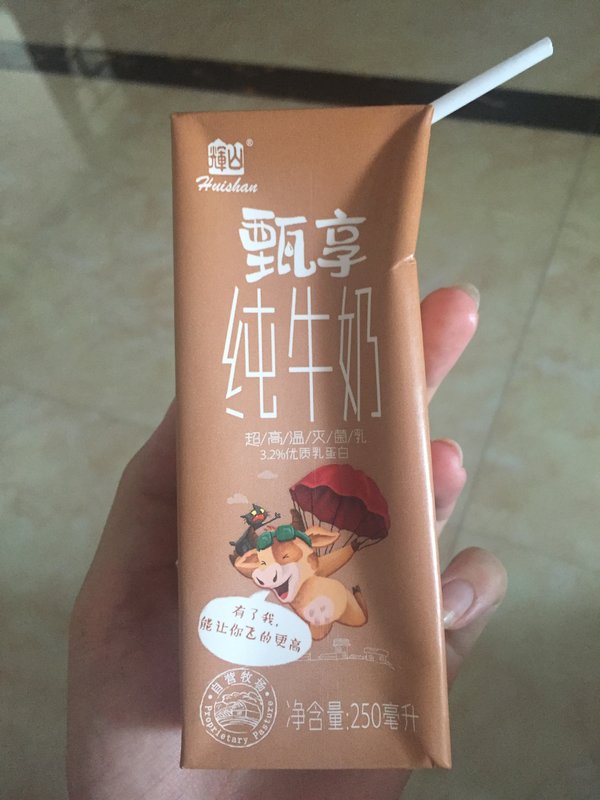 輝山®
Huishan
甄享
纯牛奶
超/高/温/灭/菌/乳
3.2%优质乳蛋白
有了我,
能让你飞的更高
自营牧场
Proprietary Pasture
净含量:250毫升